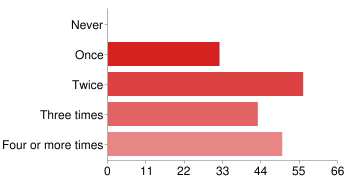 Never
Once
Twice
Three times
Four or more times
0 11 22 33 44 55 66